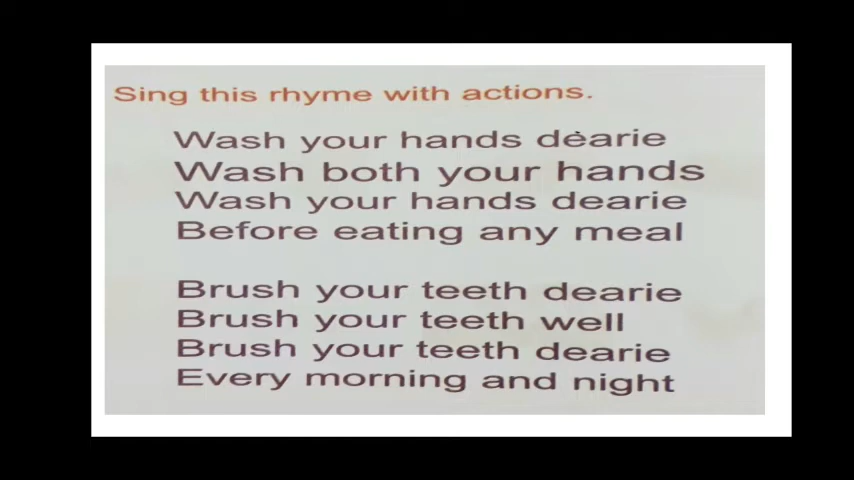 Sing this rhyme with actions.
Wash your hands dearie
Wash both your hands
Wash your hands dearie
Before eating any meal
Brush your teeth dearie
Brush your teeth well
Brush your teeth dearie
Every morning and night